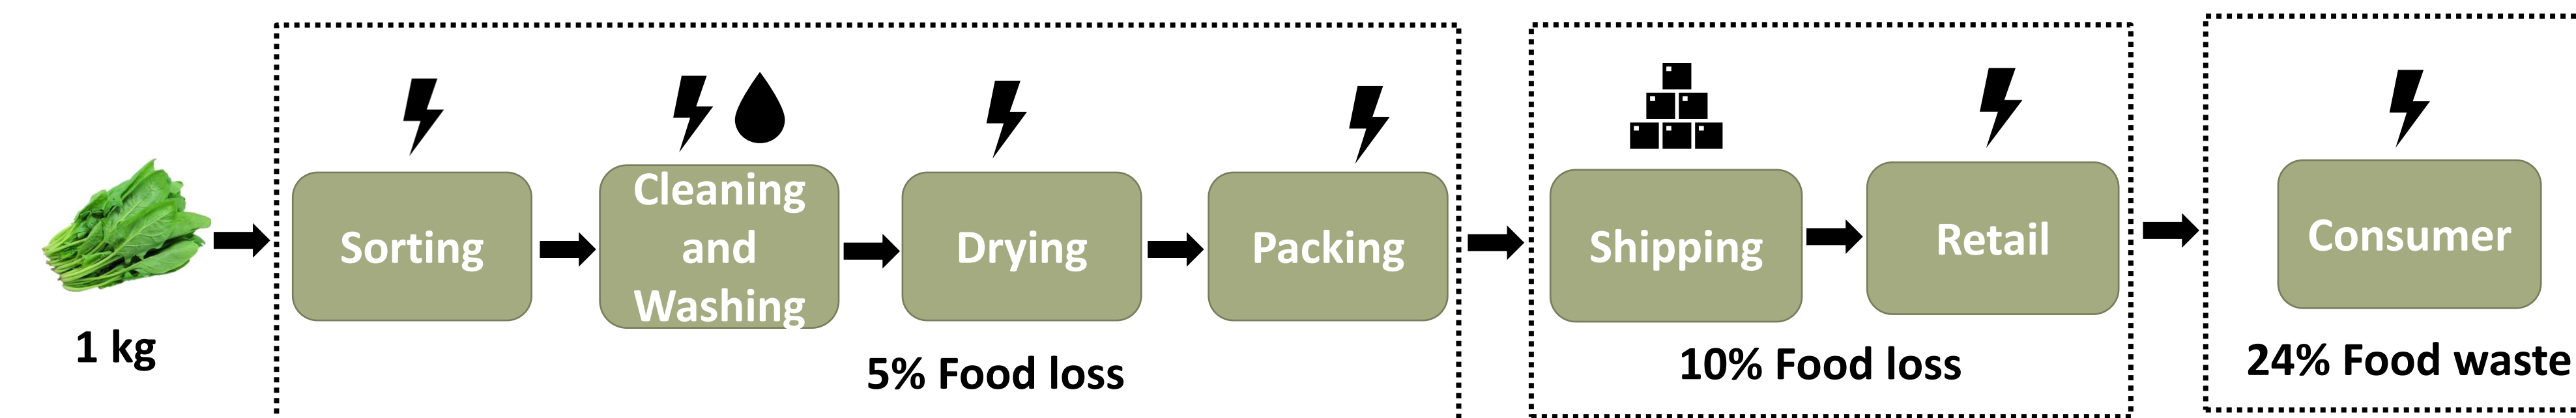 1 kg
Sorting
Cleaning
and
Washing
Drying
Packing
5% Food loss
Shipping
Retail
10% Food loss
Consumer
24% Food waste